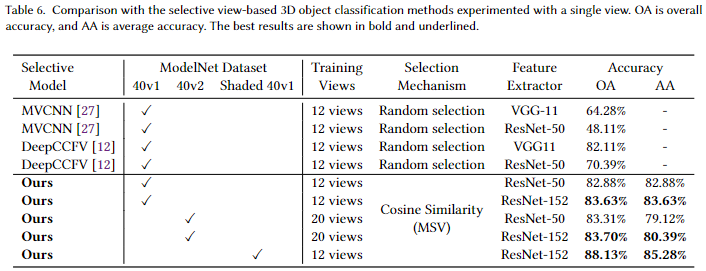 Table 6. Comparison with the selective view-based 3D object classification methods experimented with a single view. OA is overall
accuracy, and AA is average accuracy. The best results are shown in bold and underlined.
Selective ModelNet Dataset Training Selection Feature Accuracy
Model 40v1 40v2 Shaded 40v1 Views Mechanism Extractor OA AA
MVCNN [27] ✓ 12 views Random selection VGG-11 64.28% -
MVCNN [27] ✓ 12 views Random selection ResNet-50 48.11% -
DeepCCFV [12] ✓ 12 views Random selection VGG11 82.11% -
DeepCCFV [12] ✓ 12 views Random selection ResNet-50 70.39% -
Ours ✓ 12 views ResNet-50 82.88% 82.88%
Ours ✓ 12 views ResNet-152 83.63% 83.63%
Cosine Similarity
Ours ✓ 20 views ResNet-50 83.31% 79.12%
(MSV)
Ours ✓ 20 views ResNet-152 83.70% 80.39%
Ours ✓ 12 views ResNet-152 88.13% 85.28%